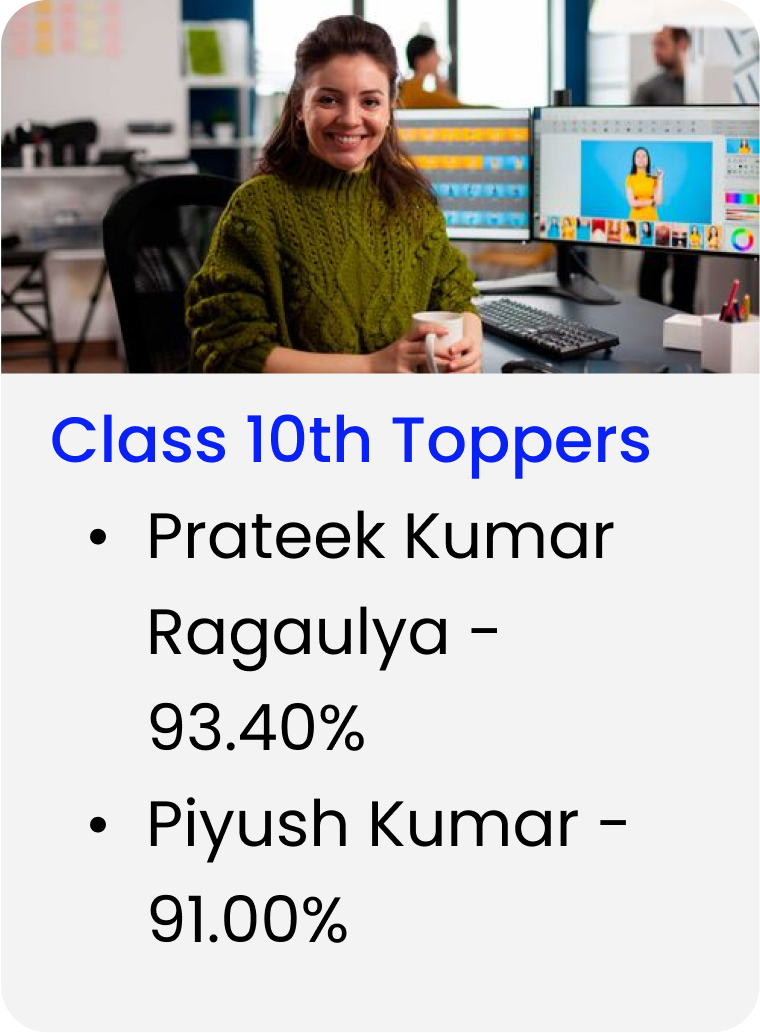 Class 10th Toppers
• Prateek Kumar
Ragaulya -
93.40%
• Piyush Kumar -
91.00%